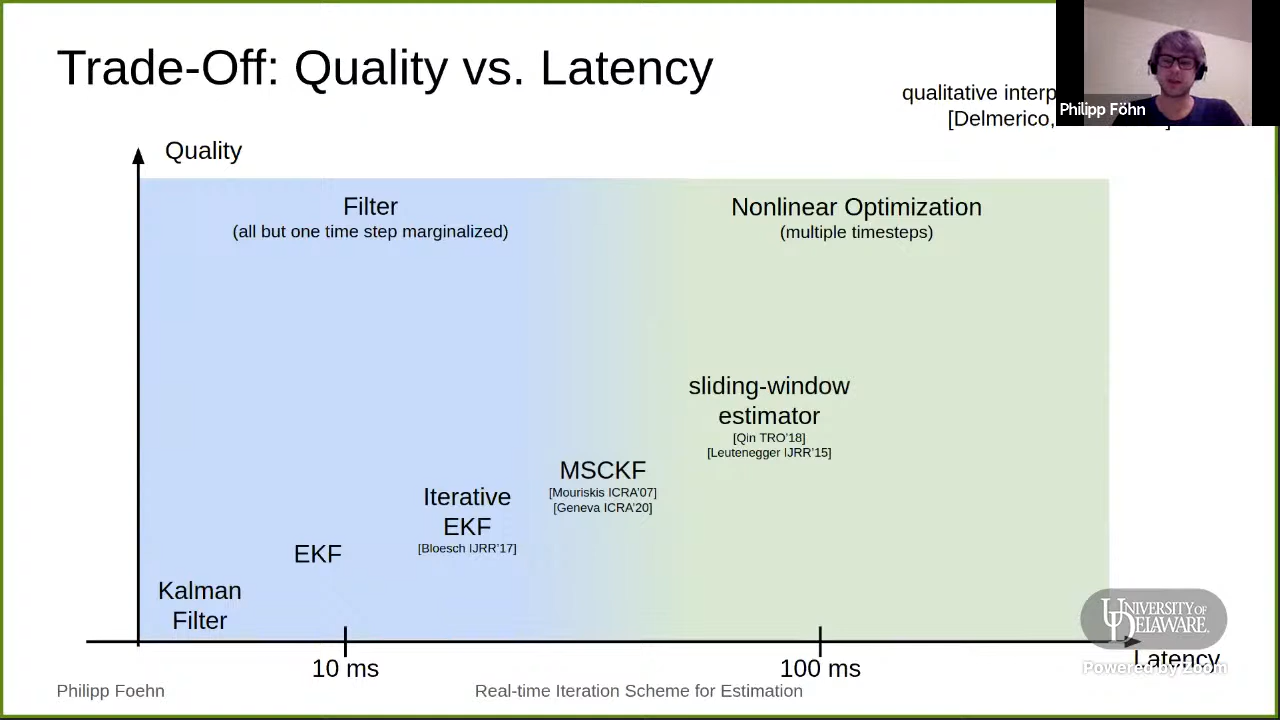 Trade-Off: Quality vs. Latency
qualitative interp
[Delmerico,
Philipp Föhn
Quality
Filter
(all but one time step marginalized)
Nonlinear Optimization
(multiple timesteps)
sliding-window
estimator
[Qin TRO'18]
[Leutenegger IJRR'15]
MSCKF
[Mouriskis ICRA'07]
[Geneva ICRA'20]
Iterative
EKF
[Bloesch IJRR'17]
EKF
Kalman
Filter
UNIVERSITY OF
DELAWARE.
10 ms
100 ms
Latency
Powered by Zoom
Philipp Foehn
Real-time Iteration Scheme for Estimation